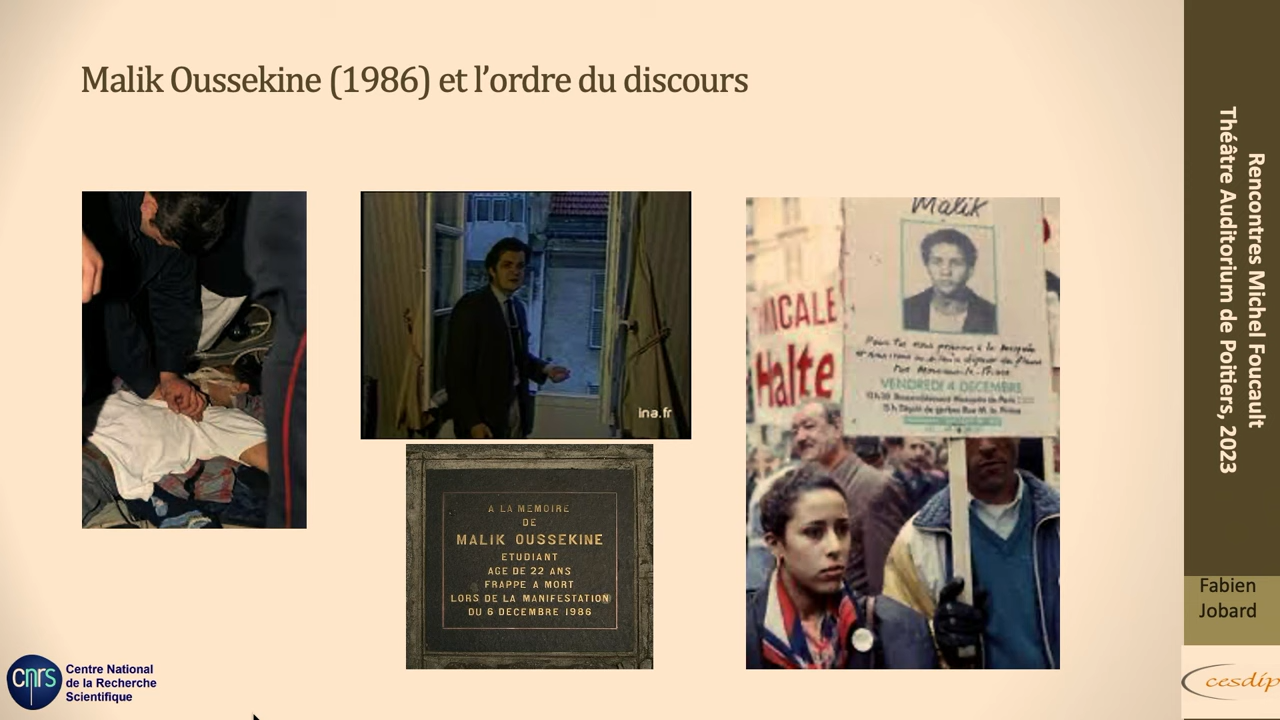 Malik Oussekine (1986) et l’ordre du discours
ina.fr
A LA MEMOIRE
DE
MALIK OUSSEKINE
ETUDIANT
AGE DE 22 ANS
FRAPPE A MORT
LORS DE LA MANIFESTATION
DU 6 DECEMBRE 1986
Malik
MICALE
Halte
VENDREDI 4 DECEMBRE
Rencontres Michel Foucault
Théâtre Auditorium de Poitiers, 2023
Fabien
Jobard
cnrs
Centre National
de la Recherche
Scientifique
cesdip